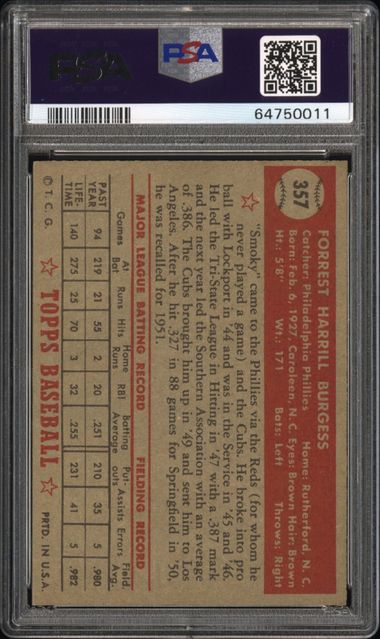 PSA
PSA
64750011
357
FORREST HARRILL BURGESS
Catcher: Philadelphia Phillies Home: Rutherford, N. C.
Born: Feb. 6, 1927, Caroleen, N. C. Eyes: Brown Hair: Brown
Ht.: 5'8" Wt.: 171 Bats: Left Throws: Right
"Smoky" came to the Phillies via the Reds (for whom he
never played a game) and the Cubs. He broke into pro
ball with Lockport in '44 and was in the Service in '45 and '46.
He led the Tri-State League in Hitting in '47 with a .387 mark
and the next year led the Southern Association with an average
of .386. The Cubs brought him up in '49 and sent him to Los
Angeles. After he hit .327 in 88 games for Springfield in '50,
he was recalled for 1951.
MAJOR LEAGUE BATTING RECORD FIELDING RECORD
Games At Bat Runs Hits Home Runs RBI Batting Average Put-outs Assists Errors Field Avg.
PAST YEAR 94 219 21 55 2 20 .251 210 35 5 .980
LIFE-TIME 140 275 25 70 3 32 .255 231 41 5 .982
© T. C. G. TOPPS BASEBALL PRTD. IN U.S.A.